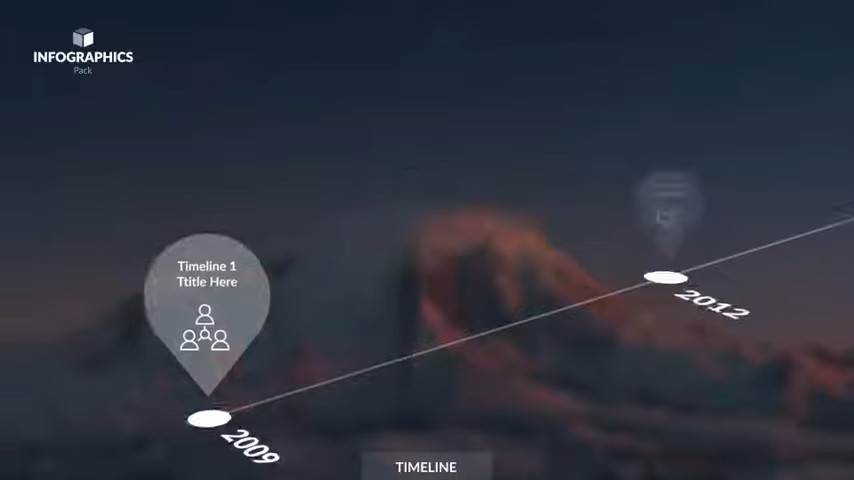 INFOGRAPHICS
Pack
Timeline 1
Ttitle Here
2012
2009
TIMELINE